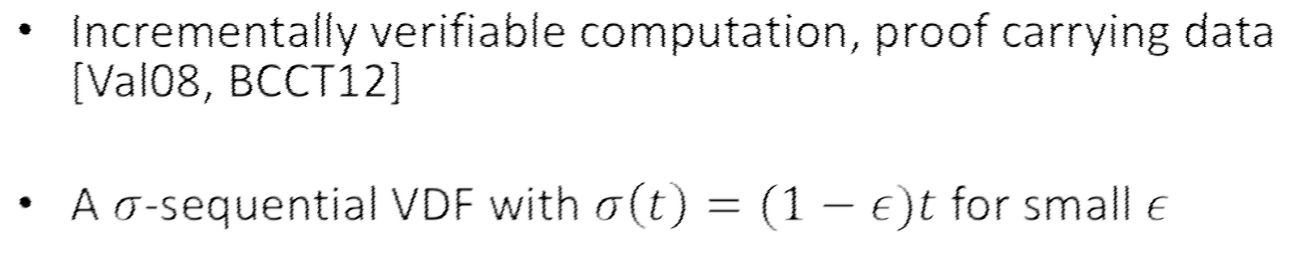 • Incrementally verifiable computation, proof carrying data
[Val08, BCCT12]
• A σ-sequential VDF with σ(t) = (1 − ϵ)t for small ϵ